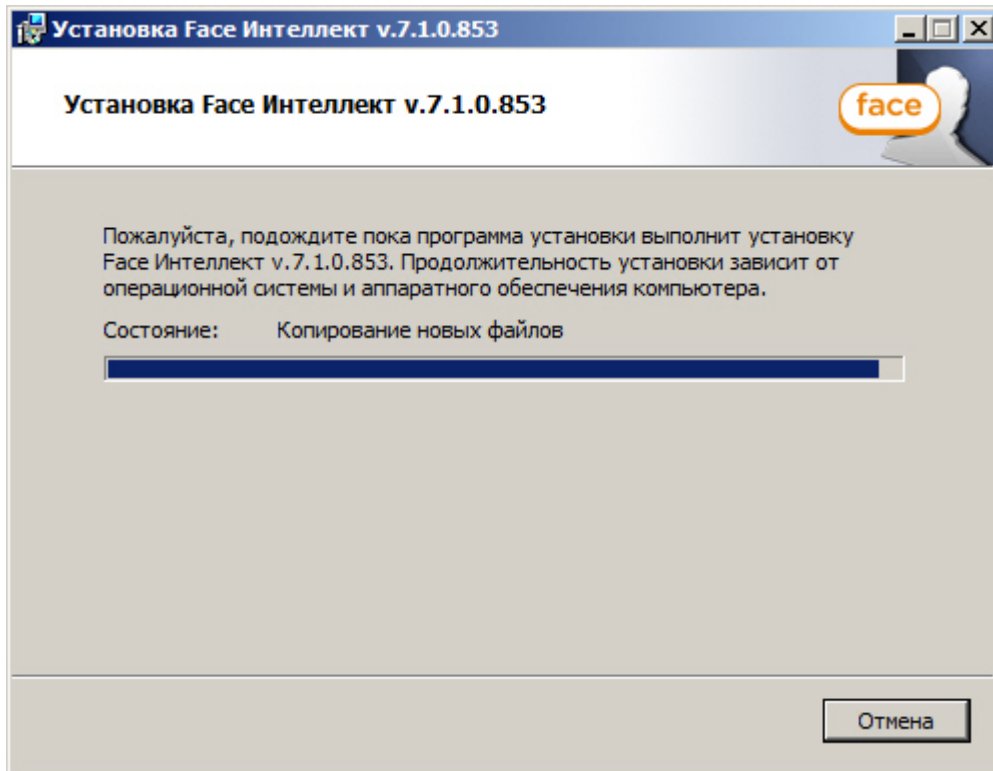 Установка Face Интеллект v.7.1.0.853
Установка Face Интеллект v.7.1.0.853
face
Пожалуйста, подождите пока программа установки выполнит установку
Face Интеллект v.7.1.0.853. Продолжительность установки зависит от
операционной системы и аппаратного обеспечения компьютера.
Состояние: Копирование новых файлов
Отмена